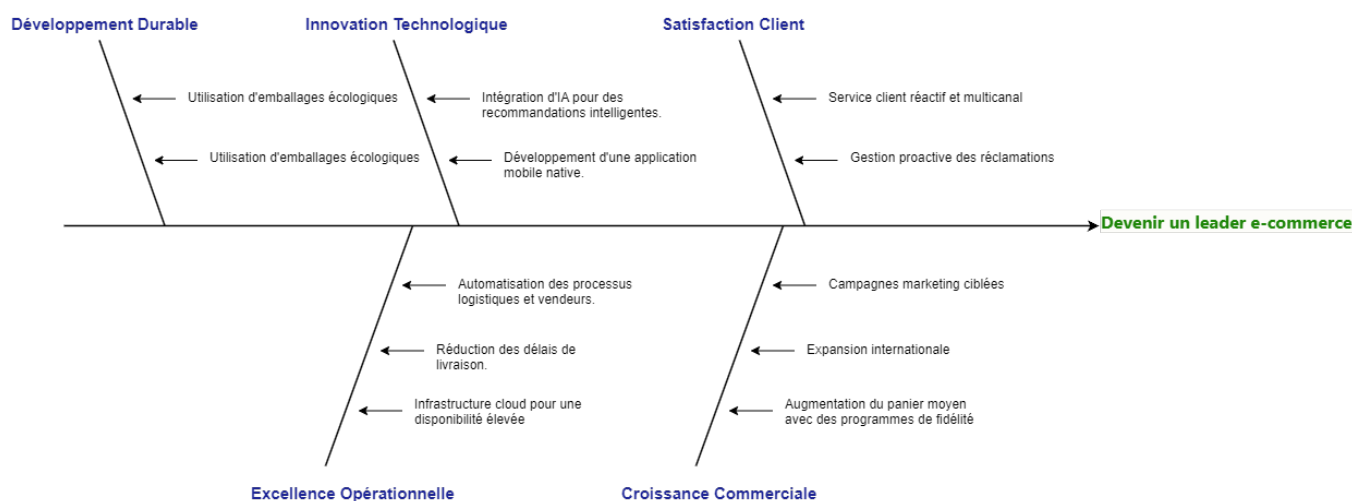 Développement Durable
Innovation Technologique
Satisfaction Client
Utilisation d'emballages écologiques
Intégration d'IA pour des
recommandations intelligentes.
Service client réactif et multicanal
Utilisation d'emballages écologiques
Développement d'une application
mobile native.
Gestion proactive des réclamations
Devenir un leader e-commerce
Automatisation des processus
logistiques et vendeurs.
Campagnes marketing ciblées
Réduction des délais de
livraison.
Expansion internationale
Infrastructure cloud pour une
disponibilité élevée
Augmentation du panier moyen
avec des programmes de fidélité
Excellence Opérationnelle
Croissance Commerciale